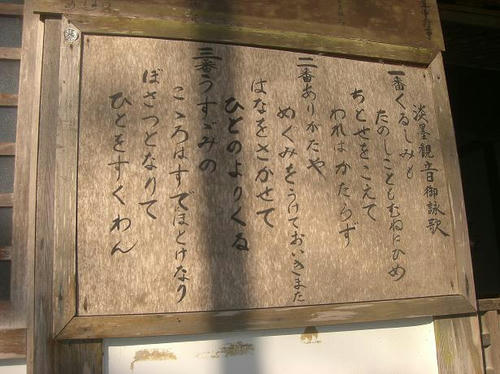 淡墨観音御詠歌
一番くるしみも
たのしこともむねにひめ
ちとせをこえて
われはかたらず
二番ありがたや
めぐみをうけておいきまた
はなをさかせて
ひとのよりくる
三番うすずみの
こゝろはすでほとけなり
ぼさつとなりて
ひとをすくわん